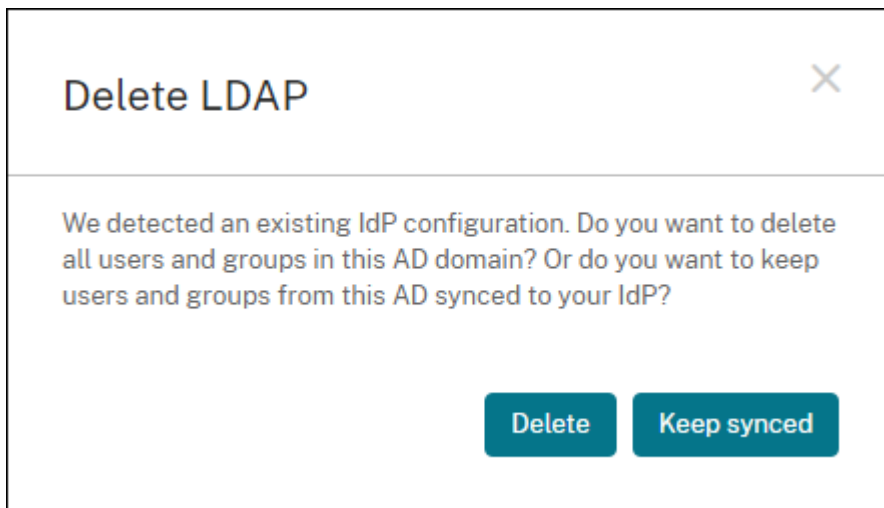 Delete LDAP
We detected an existing IdP configuration. Do you want to delete
all users and groups in this AD domain? Or do you want to keep
users and groups from this AD synced to your IdP?
Delete
Keep synced